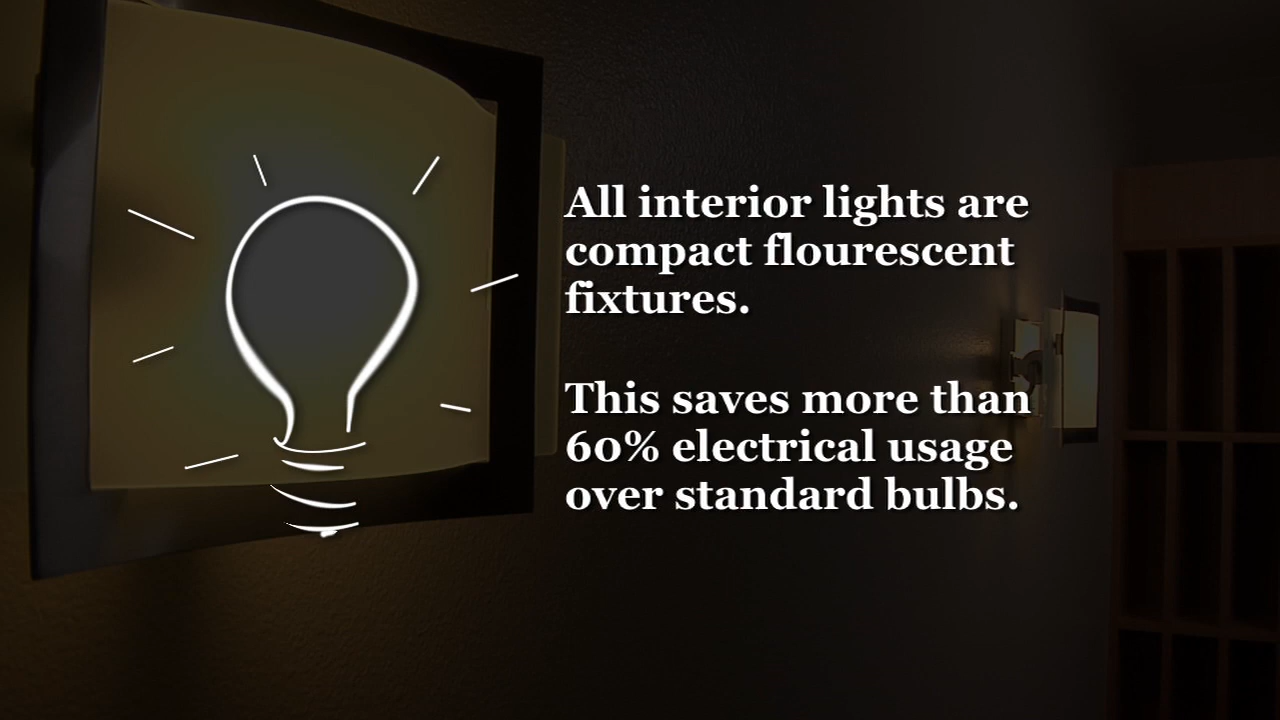 All interior lights are
compact flourescent
fixtures.
This saves more than
60% electrical usage
over standard bulbs.